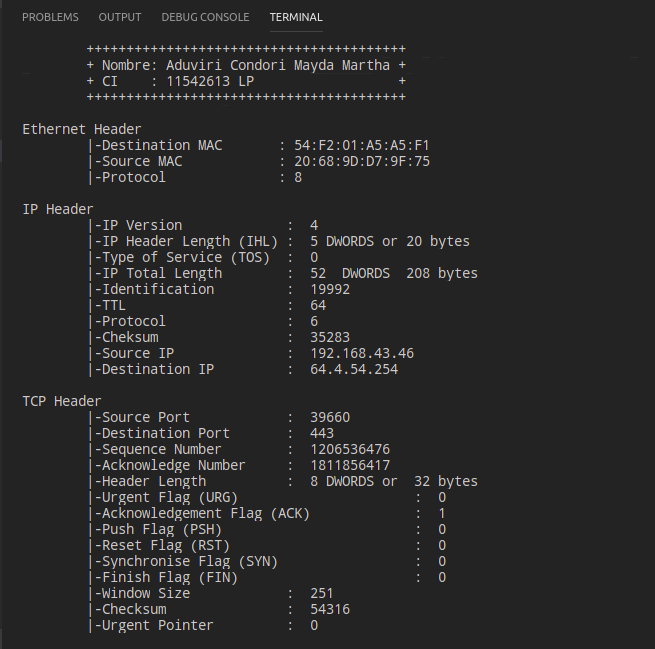 PROBLEMS OUTPUT DEBUG CONSOLE TERMINAL
++++++++++++++++++++++++++++++++++++++++
+ Nombre: Aduviri Condori Mayda Martha +
+ CI    : 11542613 LP                  +
++++++++++++++++++++++++++++++++++++++++
Ethernet Header
|-Destination MAC       : 54:F2:01:A5:A5:F1
|-Source MAC            : 20:68:9D:D7:9F:75
|-Protocol              : 8
IP Header
|-IP Version             :  4
|-IP Header Length (IHL) :  5 DWORDS or 20 bytes
|-Type of Service (TOS)  :  0
|-IP Total Length        :  52  DWORDS  208 bytes
|-Identification         :  19992
|-TTL                    :  64
|-Protocol               :  6
|-Cheksum                :  35283
|-Source IP              :  192.168.43.46
|-Destination IP         :  64.4.54.254
TCP Header
|-Source Port            :  39660
|-Destination Port       :  443
|-Sequence Number        :  1206536476
|-Acknowledge Number     :  1811856417
|-Header Length          :  8 DWORDS or  32 bytes
|-Urgent Flag (URG)                      :  0
|-Acknowledgement Flag (ACK)             :  1
|-Push Flag (PSH)                        :  0
|-Reset Flag (RST)                       :  0
|-Synchronise Flag (SYN)                 :  0
|-Finish Flag (FIN)                      :  0
|-Window Size            :  251
|-Checksum               :  54316
|-Urgent Pointer         :  0